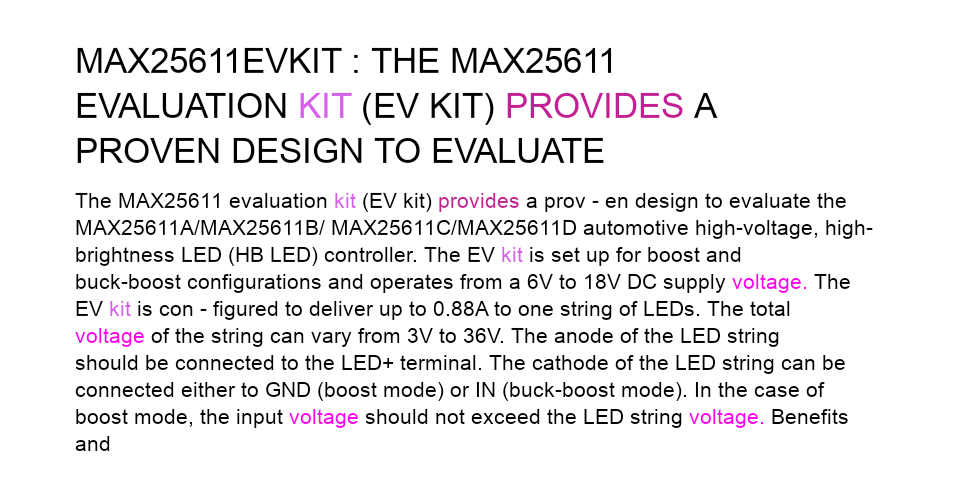 MAX25611EVKIT : THE MAX25611
EVALUATION KIT (EV KIT) PROVIDES A
PROVEN DESIGN TO EVALUATE
The MAX25611 evaluation kit (EV kit) provides a prov - en design to evaluate the
MAX25611A/MAX25611B/ MAX25611C/MAX25611D automotive high-voltage, high-
brightness LED (HB LED) controller. The EV kit is set up for boost and
buck-boost configurations and operates from a 6V to 18V DC supply voltage. The
EV kit is con - figured to deliver up to 0.88A to one string of LEDs. The total
voltage of the string can vary from 3V to 36V. The anode of the LED string
should be connected to the LED+ terminal. The cathode of the LED string can be
connected either to GND (boost mode) or IN (buck-boost mode). In the case of
boost mode, the input voltage should not exceed the LED string voltage. Benefits
and